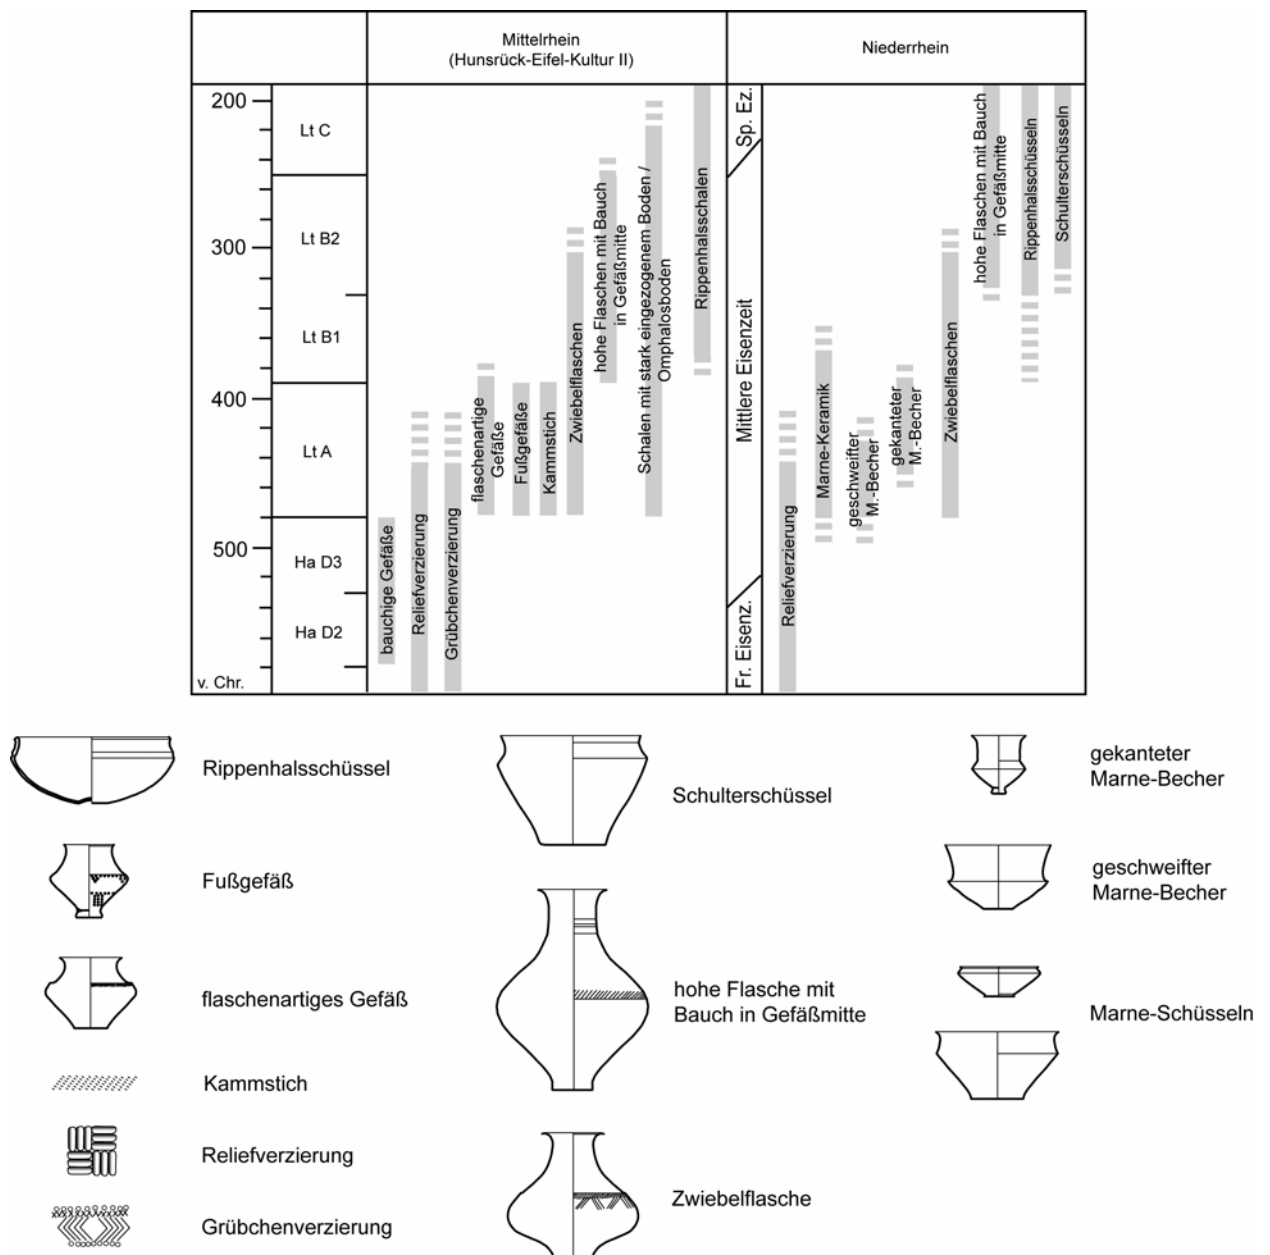 Mittelrhein
(Hunsrück-Eifel-Kultur II)
Niederrhein
200
300
400
500
v. Chr.
Lt C
Lt B2
Lt B1
Lt A
Ha D3
Ha D2
bauchige Gefäße
Reliefverzierung
Grübchenverzierung
flaschenartige
Gefäße
Fußgefäße
Kammstich
Zwiebelflaschen
hohe Flaschen mit Bauch
in Gefäßmitte
Schalen mit stark eingezogenem Boden /
Omphalosboden
Rippenhalsschalen
Sp. Ez.
Mittlere Eisenzeit
Fr. Eisenz.
Reliefverzierung
Marne-Keramik
geschweifter
M.-Becher
gekanteter
M.-Becher
Zwiebelflaschen
hohe Flaschen mit Bauch
in Gefäßmitte
Rippenhalsschüsseln
Schulterschüsseln
Rippenhalsschüssel
Fußgefäß
flaschenartiges Gefäß
Kammstich
Reliefverzierung
Grübchenverzierung
Schulterschüssel
hohe Flasche mit
Bauch in Gefäßmitte
Zwiebelflasche
gekanteter
Marne-Becher
geschweifter
Marne-Becher
Marne-Schüsseln